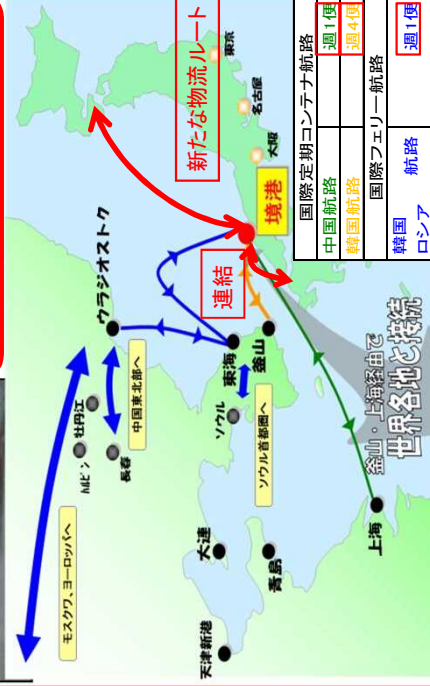 新たな物流ルート
東京
名古屋
大阪
境港
連結
ウラジオストク
牡丹江
ハルビン
長春
中国東北部へ
モスクワ、ヨーロッパへ
東海
釜山
ソウル
ソウル首都圏へ
大連
青島
天津新港
上海
釜山・上海経由で
世界各地と接続
国際定期コンテナ航路
中国航路 週1便
韓国航路 週4便
国際フェリー航路
韓国
ロシア 航路 週1便